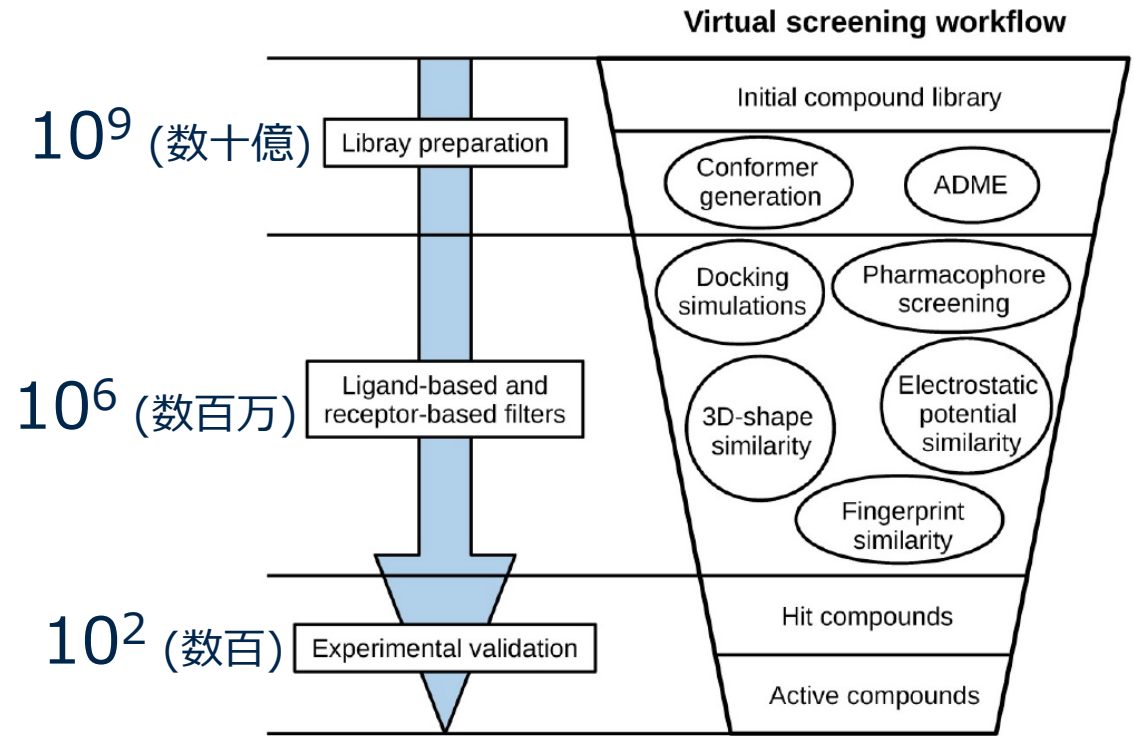 Virtual screening workflow
Initial compound library
10⁹ (数十億)
Libray preparation
Conformer
generation
ADME
Docking
simulations
Pharmacophore
screening
10⁶ (数百万)
Ligand-based and
receptor-based filters
3D-shape
similarity
Electrostatic
potential
similarity
Fingerprint
similarity
Hit compounds
10² (数百)
Experimental validation
Active compounds